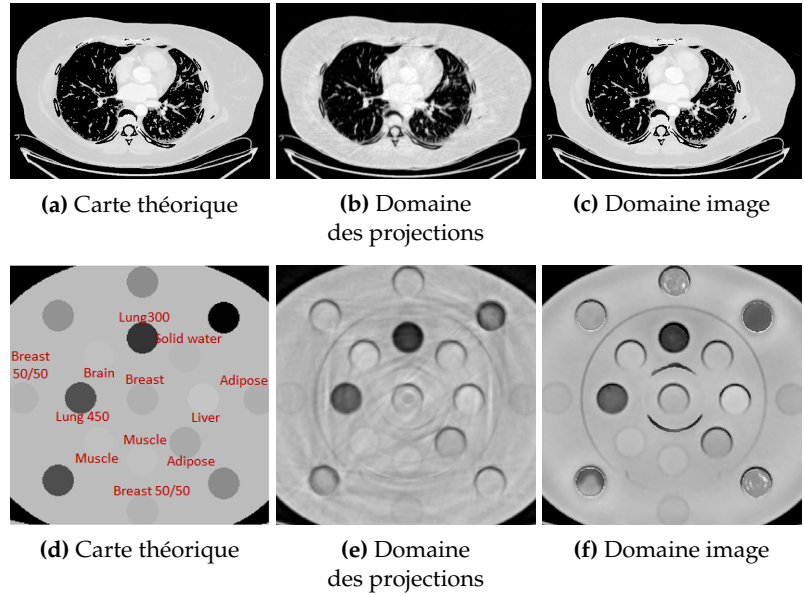 (a) Carte théorique
(b) Domaine
des projections
(c) Domaine image
Lung300
Solid water
Breast
50/50
Brain
Breast
Adipose
Lung 450
Liver
Muscle
Muscle
Adipose
Breast 50/50
(d) Carte théorique
(e) Domaine
des projections
(f) Domaine image